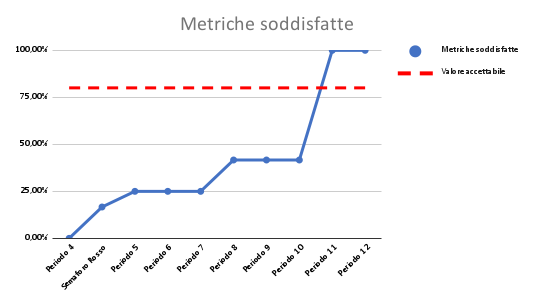 Metriche soddisfatte
100,00%
75,00%
50,00%
25,00%
0,00%
Periodo 4
Semaforo Rosso
Periodo 5
Periodo 6
Periodo 7
Periodo 8
Periodo 9
Periodo 10
Periodo 11
Periodo 12
Metriche soddisfatte
Valore accettabile